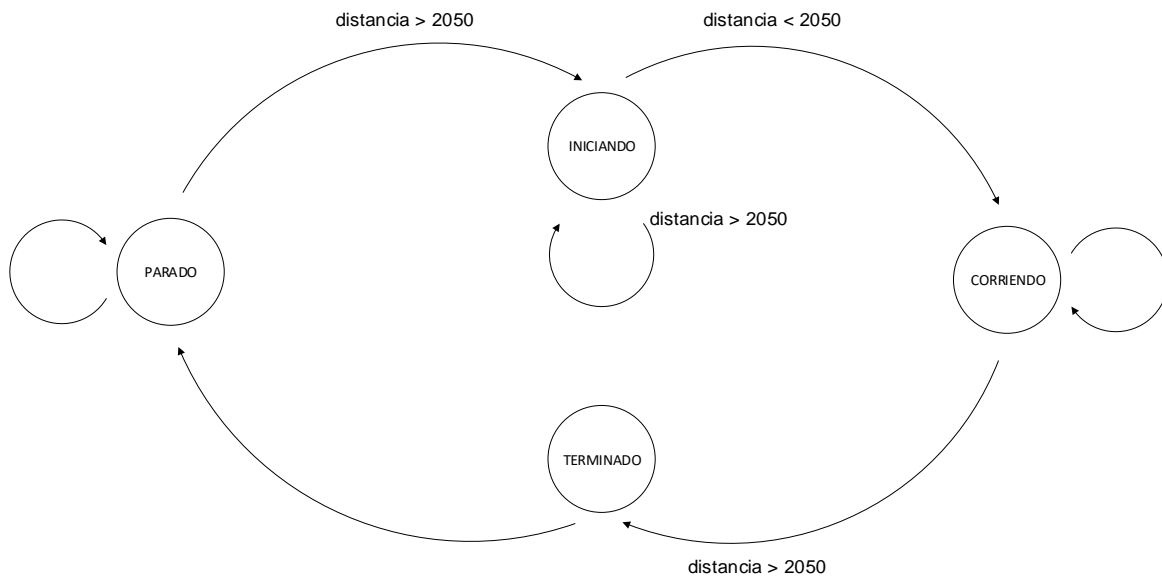 distancia > 2050
distancia < 2050
INICIANDO
distancia > 2050
PARADO
CORRIENDO
TERMINADO
distancia > 2050